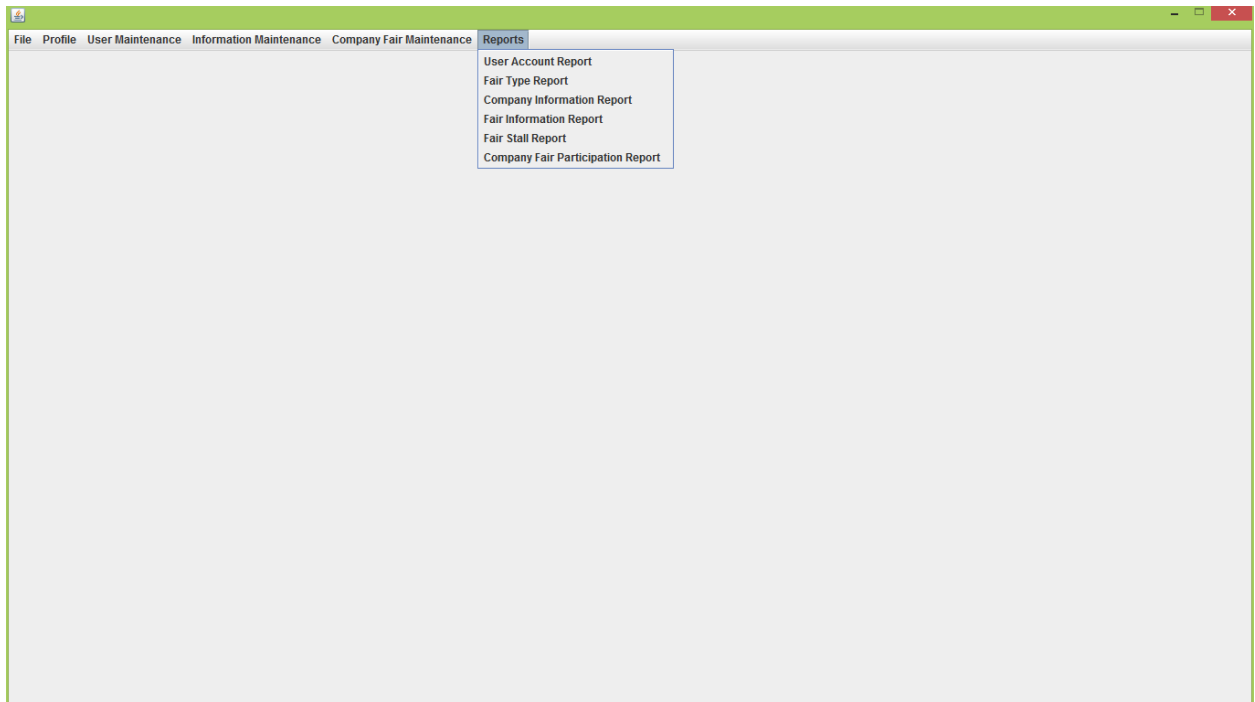 File Profile User Maintenance Information Maintenance Company Fair Maintenance Reports
User Account Report
Fair Type Report
Company Information Report
Fair Information Report
Fair Stall Report
Company Fair Participation Report